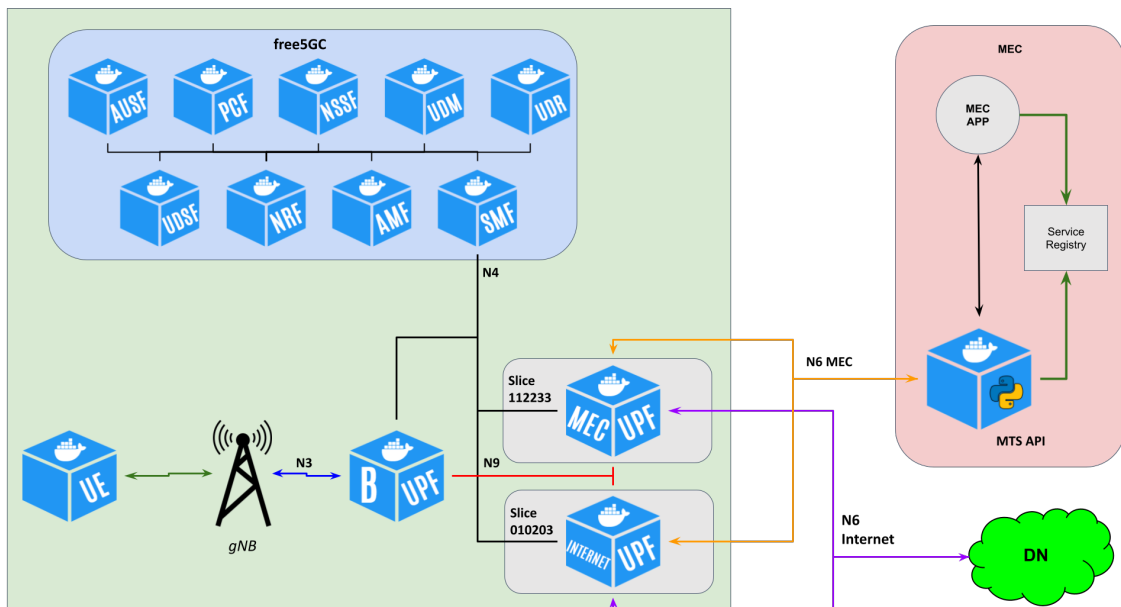 free5GC
MEC
AUSF
PCF
NSSF
UDM
UDR
MEC
APP
UDSF
NRF
AMF
SMF
Service
Registry
N4
N6 MEC
Slice
112233
MEC UPF
MTS API
UE
N3
B UPF
N9
gNB
Slice
010203
INTERNET UPF
N6
Internet
DN